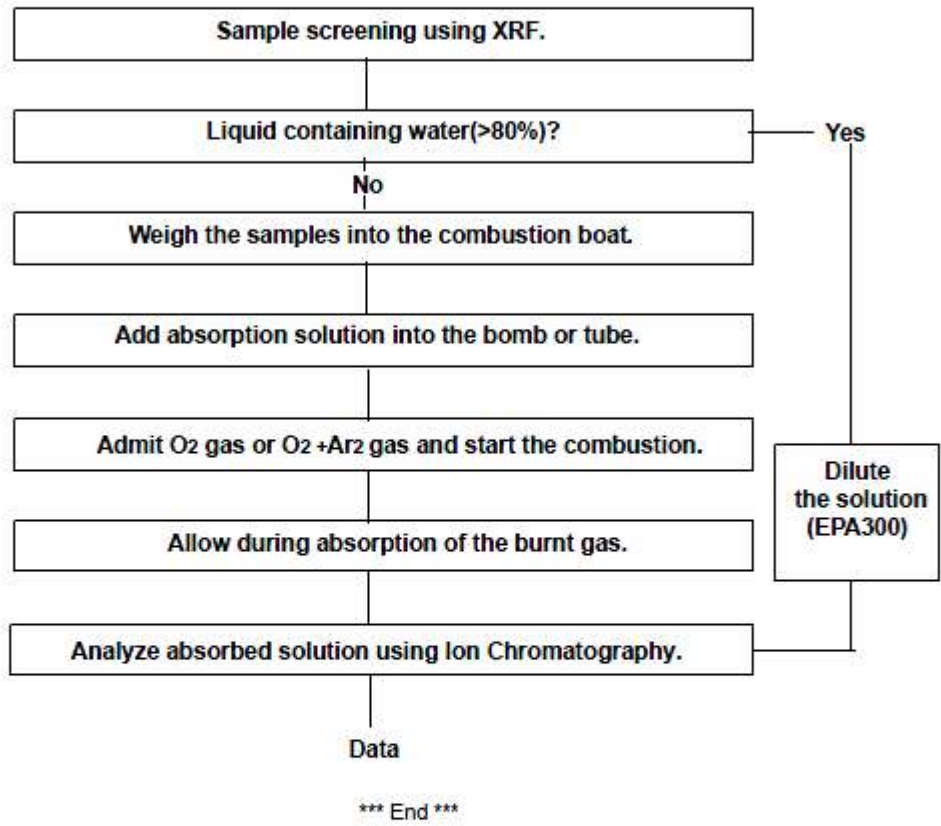 Sample screening using XRF.
Liquid containing water(>80%)?
Yes
No
Weigh the samples into the combustion boat.
Add absorption solution into the bomb or tube.
Admit O2 gas or O2 +Ar2 gas and start the combustion.
Dilute
the solution
(EPA300)
Allow during absorption of the burnt gas.
Analyze absorbed solution using Ion Chromatography.
Data
*** End ***